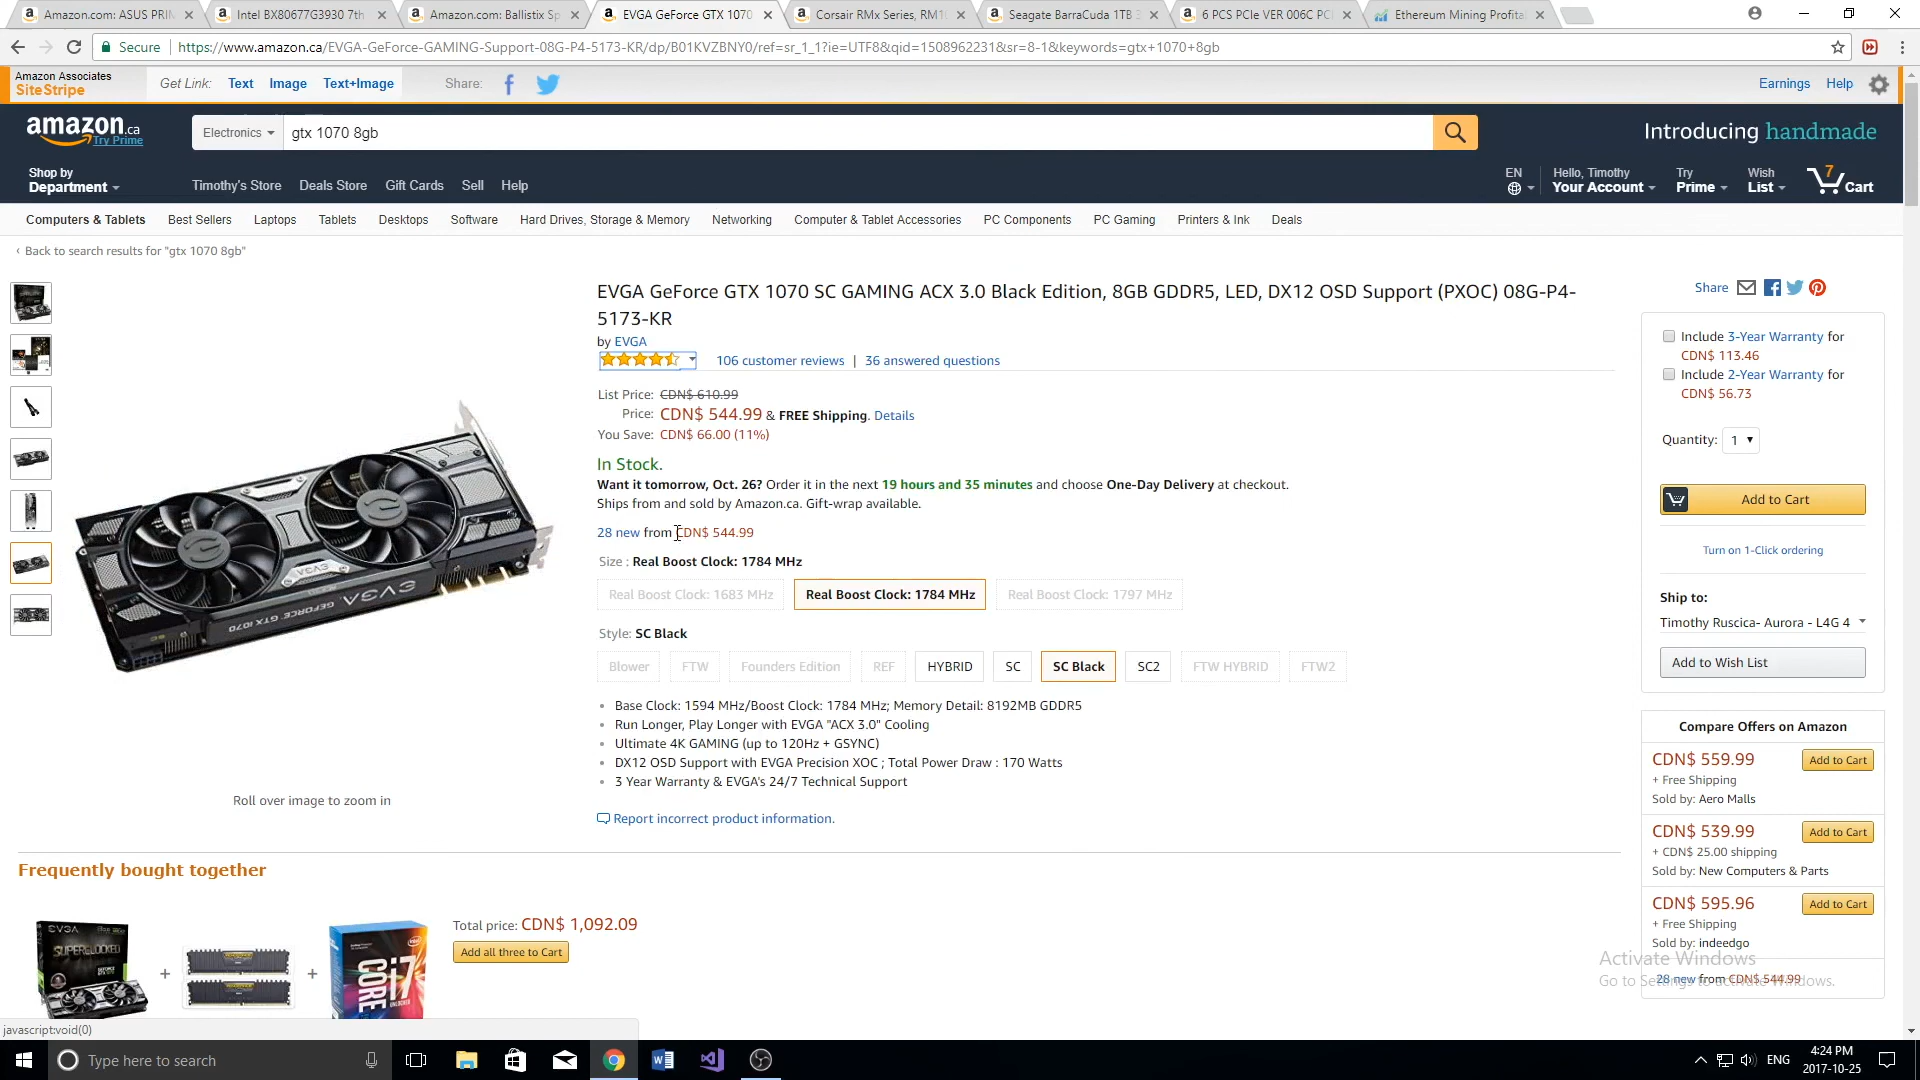 Amazon.com: ASUS PRIM
Intel BX80677G3930 7th
Amazon.com: Ballistix Sp
EVGA GeForce GTX 1070
Corsair RMx Series, RM1
Seagate BarraCuda 1TB 3
6 PCS PCIe VER 006C PCI
Ethereum Mining Profita
Secure
https://www.amazon.ca/EVGA-GeForce-GAMING-Support-08G-P4-5173-KR/dp/B01KVZBNY0/ref=sr_1_1?ie=UTF8&qid=1508962231&sr=8-1&keywords=gtx+1070+8gb
Amazon Associates
SiteStripe
Get Link:
Text
Image
Text+Image
Share:
Earnings
Help
amazon.ca
Try Prime
Electronics
gtx 1070 8gb
Introducing handmade
Shop by
Department
Timothy's Store
Deals Store
Gift Cards
Sell
Help
EN
Hello, Timothy
Your Account
Try
Prime
Wish
List
7
Cart
Computers & Tablets
Best Sellers
Laptops
Tablets
Desktops
Software
Hard Drives, Storage & Memory
Networking
Computer & Tablet Accessories
PC Components
PC Gaming
Printers & Ink
Deals
‹ Back to search results for "gtx 1070 8gb"
EVGA GeForce GTX 1070 SC GAMING ACX 3.0 Black Edition, 8GB GDDR5, LED, DX12 OSD Support (PXOC) 08G-P4-
5173-KR
by EVGA
106 customer reviews | 36 answered questions
List Price: CDN$ 610.99
Price: CDN$ 544.99 & FREE Shipping. Details
You Save: CDN$ 66.00 (11%)
In Stock.
Want it tomorrow, Oct. 26? Order it in the next 19 hours and 35 minutes and choose One-Day Delivery at checkout.
Ships from and sold by Amazon.ca. Gift-wrap available.
28 new from CDN$ 544.99
Size : Real Boost Clock: 1784 MHz
Real Boost Clock: 1683 MHz
Real Boost Clock: 1784 MHz
Real Boost Clock: 1797 MHz
Style: SC Black
Blower
FTW
Founders Edition
REF
HYBRID
SC
SC Black
SC2
FTW HYBRID
FTW2
• Base Clock: 1594 MHz/Boost Clock: 1784 MHz; Memory Detail: 8192MB GDDR5
• Run Longer, Play Longer with EVGA "ACX 3.0" Cooling
• Ultimate 4K GAMING (up to 120Hz + GSYNC)
• DX12 OSD Support with EVGA Precision XOC ; Total Power Draw : 170 Watts
• 3 Year Warranty & EVGA's 24/7 Technical Support
Report incorrect product information.
GEFORCE GTX 1070
EVGA
Roll over image to zoom in
Share
Include 3-Year Warranty for
CDN$ 113.46
Include 2-Year Warranty for
CDN$ 56.73
Quantity: 1
Add to Cart
Turn on 1-Click ordering
Ship to:
Timothy Ruscica- Aurora - L4G 4
Add to Wish List
Compare Offers on Amazon
CDN$ 559.99
Add to Cart
+ Free Shipping
Sold by: Aero Malls
CDN$ 539.99
Add to Cart
+ CDN$ 25.00 shipping
Sold by: New Computers & Parts
CDN$ 595.96
Add to Cart
+ Free Shipping
Sold by: indeedgo
28 new from CDN$ 544.99
Activate Windows
Go to Settings to activate Windows.
Frequently bought together
EVGA
SUPERCLOCKED
+
+
CORE i7
Total price: CDN$ 1,092.09
Add all three to Cart
javascript:void(0)
Type here to search
ENG
4:24 PM
2017-10-25